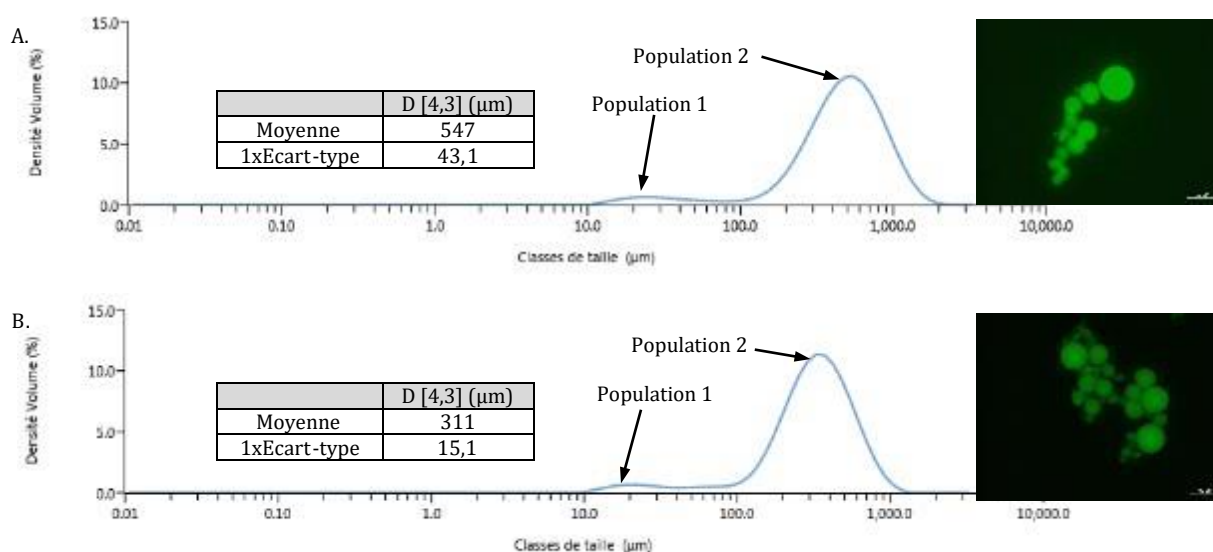 A.
Densité Volume (%)
15.0
10.0
5.0
0.0
Population 2
Population 1
D [4,3] (µm)
Moyenne 547
1xEcart-type 43,1
0.01 0.10 1.0 10.0 100.0 1,000.0 10,000.0
Classes de taille (µm)
B.
Densité Volume (%)
15.0
10.0
5.0
0.0
Population 2
Population 1
D [4,3] (µm)
Moyenne 311
1xEcart-type 15,1
0.01 0.10 1.0 10.0 100.0 1,000.0 10,000.0
Classes de taille (µm)